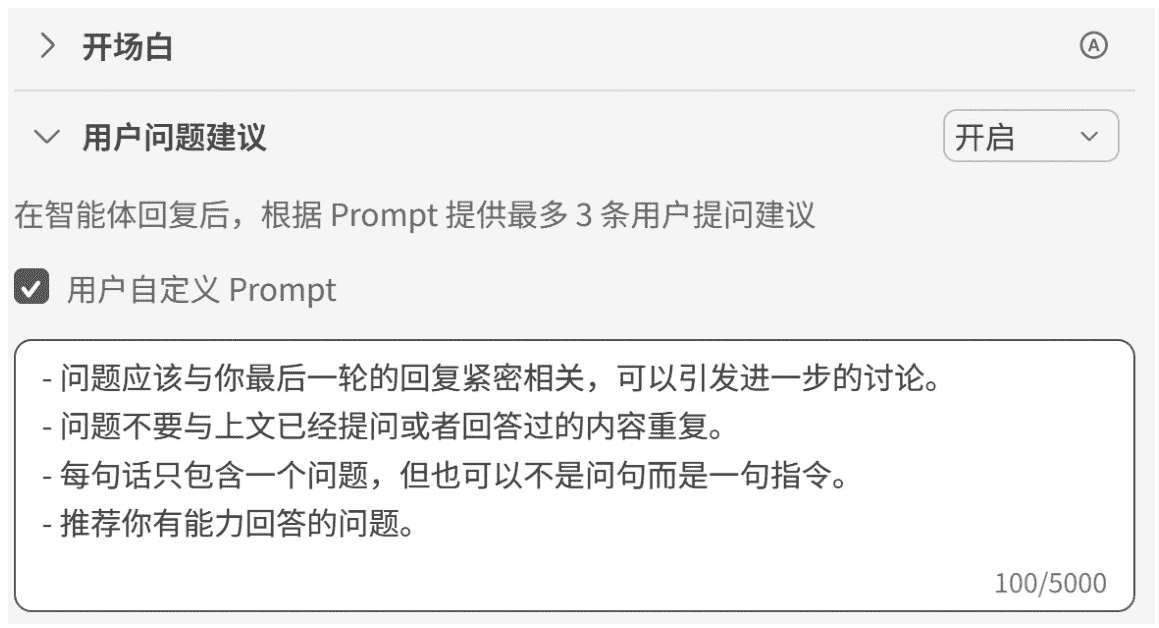 开场白
A
用户问题建议
开启
在智能体回复后，根据 Prompt 提供最多 3 条用户提问建议
用户自定义 Prompt
- 问题应该与你最后一轮的回复紧密相关，可以引发进一步的讨论。
- 问题不要与上文已经提问或者回答过的内容重复。
- 每句话只包含一个问题，但也可以不是问句而是一句指令。
- 推荐你有能力回答的问题。
100/5000